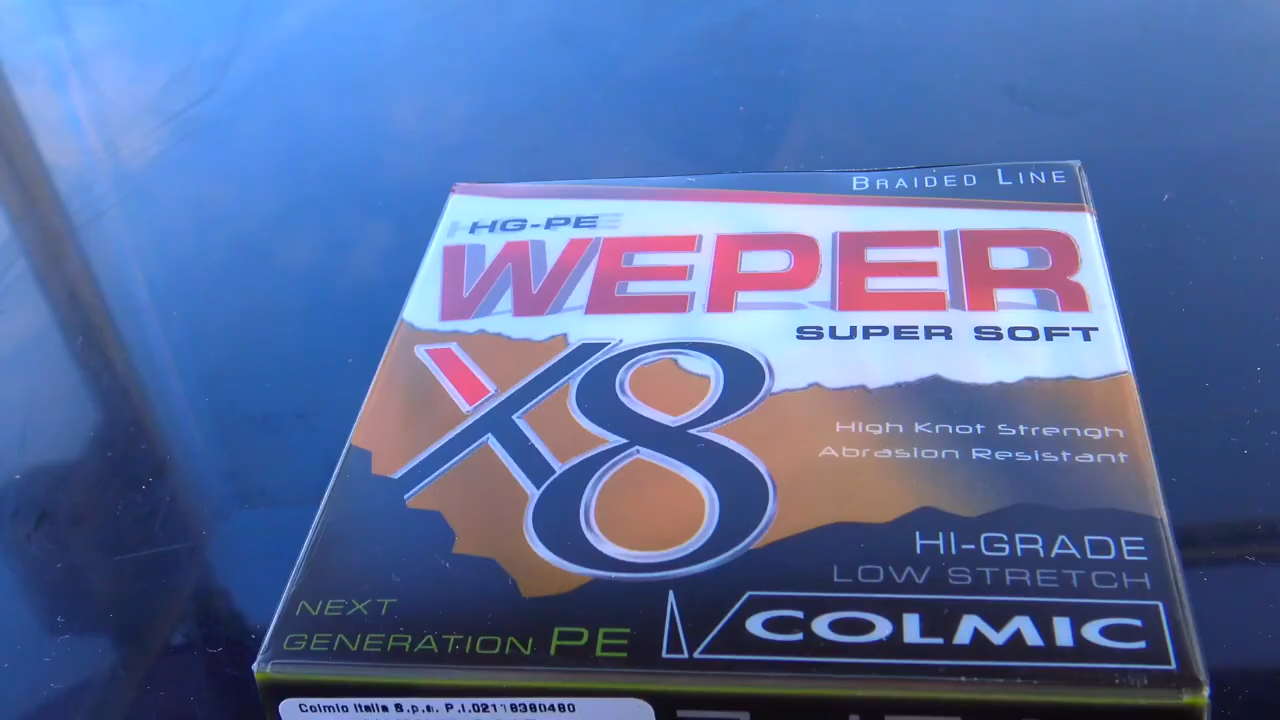 BRAIDED LINE
HG-PE
WEPER
SUPER SOFT
X8
High Knot Strengh
Abrasion Resistant
HI-GRADE
LOW STRETCH
NEXT
GENERATION PE
COLMIC
Colmic Italia S.p.a. P.I.02118380480